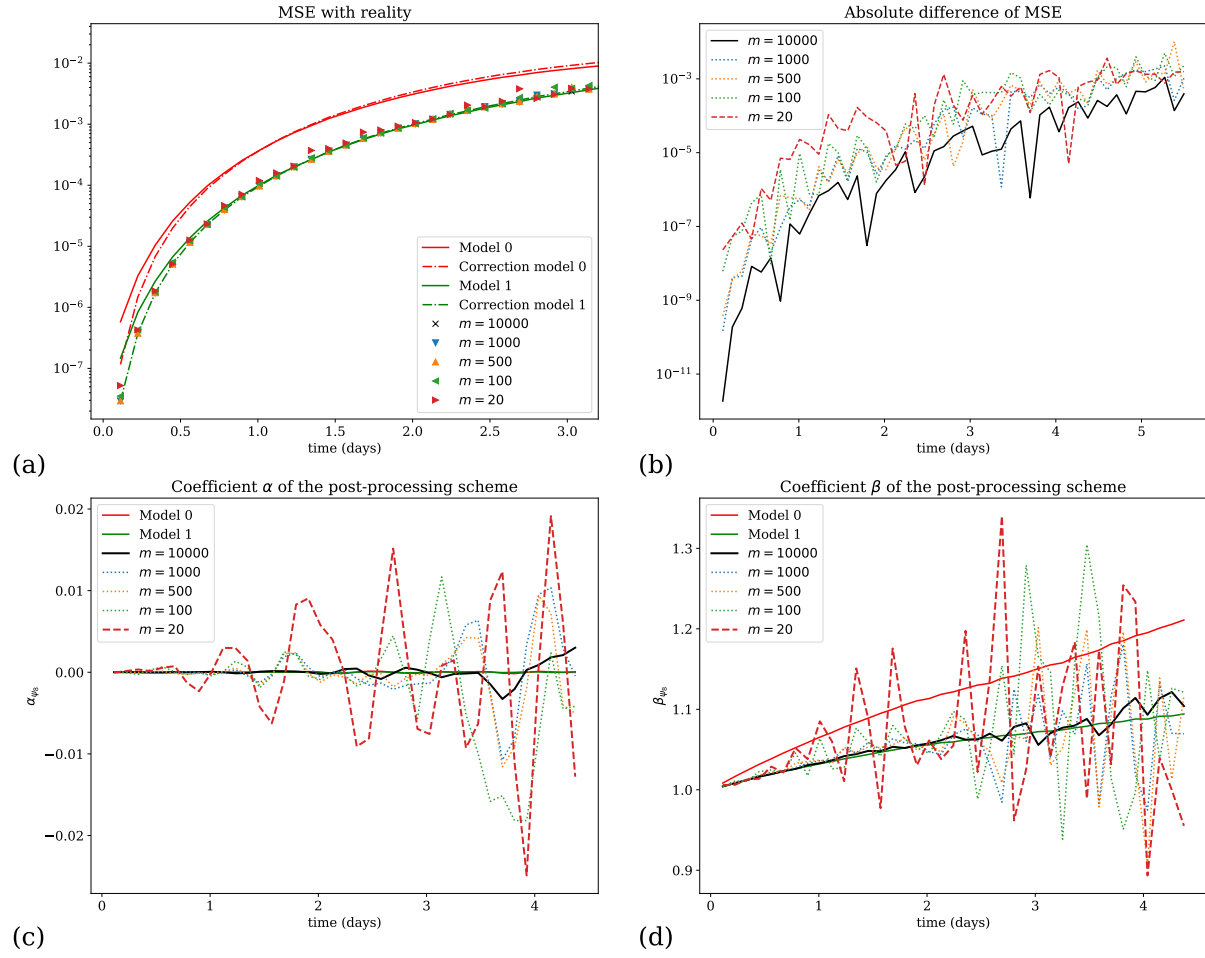 MSE with reality
10⁻²
10⁻³
10⁻⁴
10⁻⁵
10⁻⁶
10⁻⁷
Model 0
Correction model 0
Model 1
Correction model 1
m = 10000
m = 1000
m = 500
m = 100
m = 20
0.0 0.5 1.0 1.5 2.0 2.5 3.0
time (days)
(a)
Absolute difference of MSE
m = 10000
m = 1000
m = 500
m = 100
m = 20
10⁻³
10⁻⁵
10⁻⁷
10⁻⁹
10⁻¹¹
0 1 2 3 4 5
time (days)
(b)
Coefficient α of the post-processing scheme
Model 0
Model 1
m = 10000
m = 1000
m = 500
m = 100
m = 20
0.02
0.01
0.00
−0.01
−0.02
α_ψ₈
0 1 2 3 4
time (days)
(c)
Coefficient β of the post-processing scheme
Model 0
Model 1
m = 10000
m = 1000
m = 500
m = 100
m = 20
1.3
1.2
1.1
1.0
0.9
β_ψ₈
0 1 2 3 4
time (days)
(d)